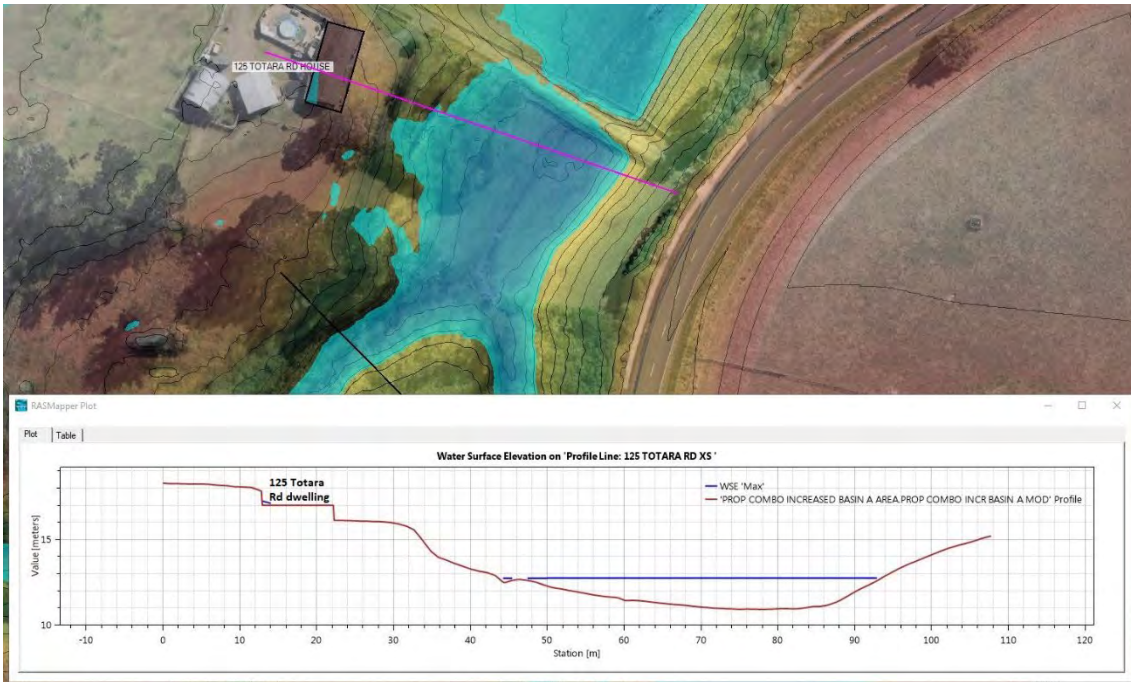 125 TOTARA RD HOUSE
RASMapper Plot
Plot Table
Water Surface Elevation on 'Profile Line: 125 TOTARA RD XS '
125 Totara
Rd dwelling
WSE 'Max'
'PROP COMBO INCREASED BASIN A AREA.PROP COMBO INCR BASIN A MOD' Profile
Value [meters]
15
10
-10 0 10 20 30 40 50 60 70 80 90 100 110 120
Station [m]